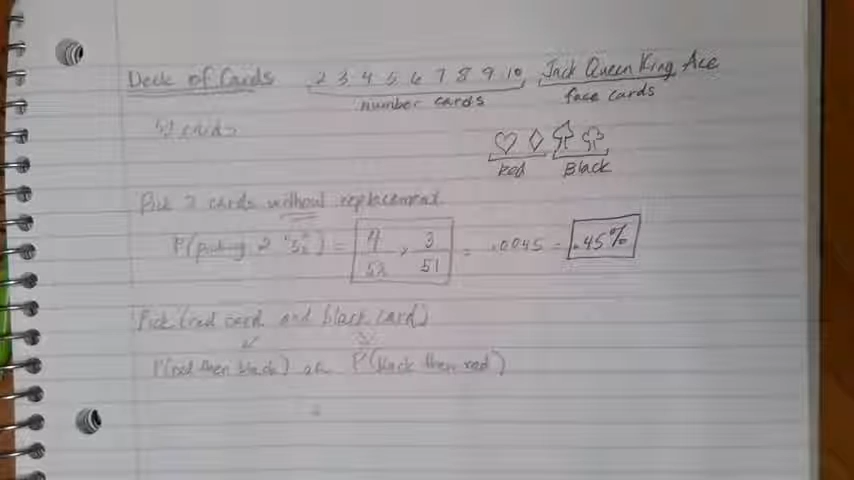 Deck of Cards 2 3 4 5 6 7 8 9 10 Jack Queen King Ace
number cards face cards
52 cards
Red Black
Pick 2 cards without replacement
P(picking 2 "5s") = 4/52 · 3/51 = .0045 = .45%
Pick (red card and black card)
P(red then black) or P(black then red)